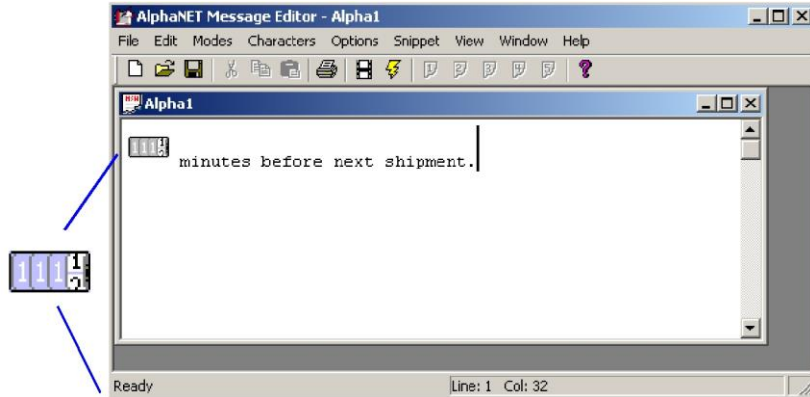 AlphaNET Message Editor - Alpha1
File Edit Modes Characters Options Snippet View Window Help
Alpha1
111
minutes before next shipment.
111
Ready Line: 1 Col: 32